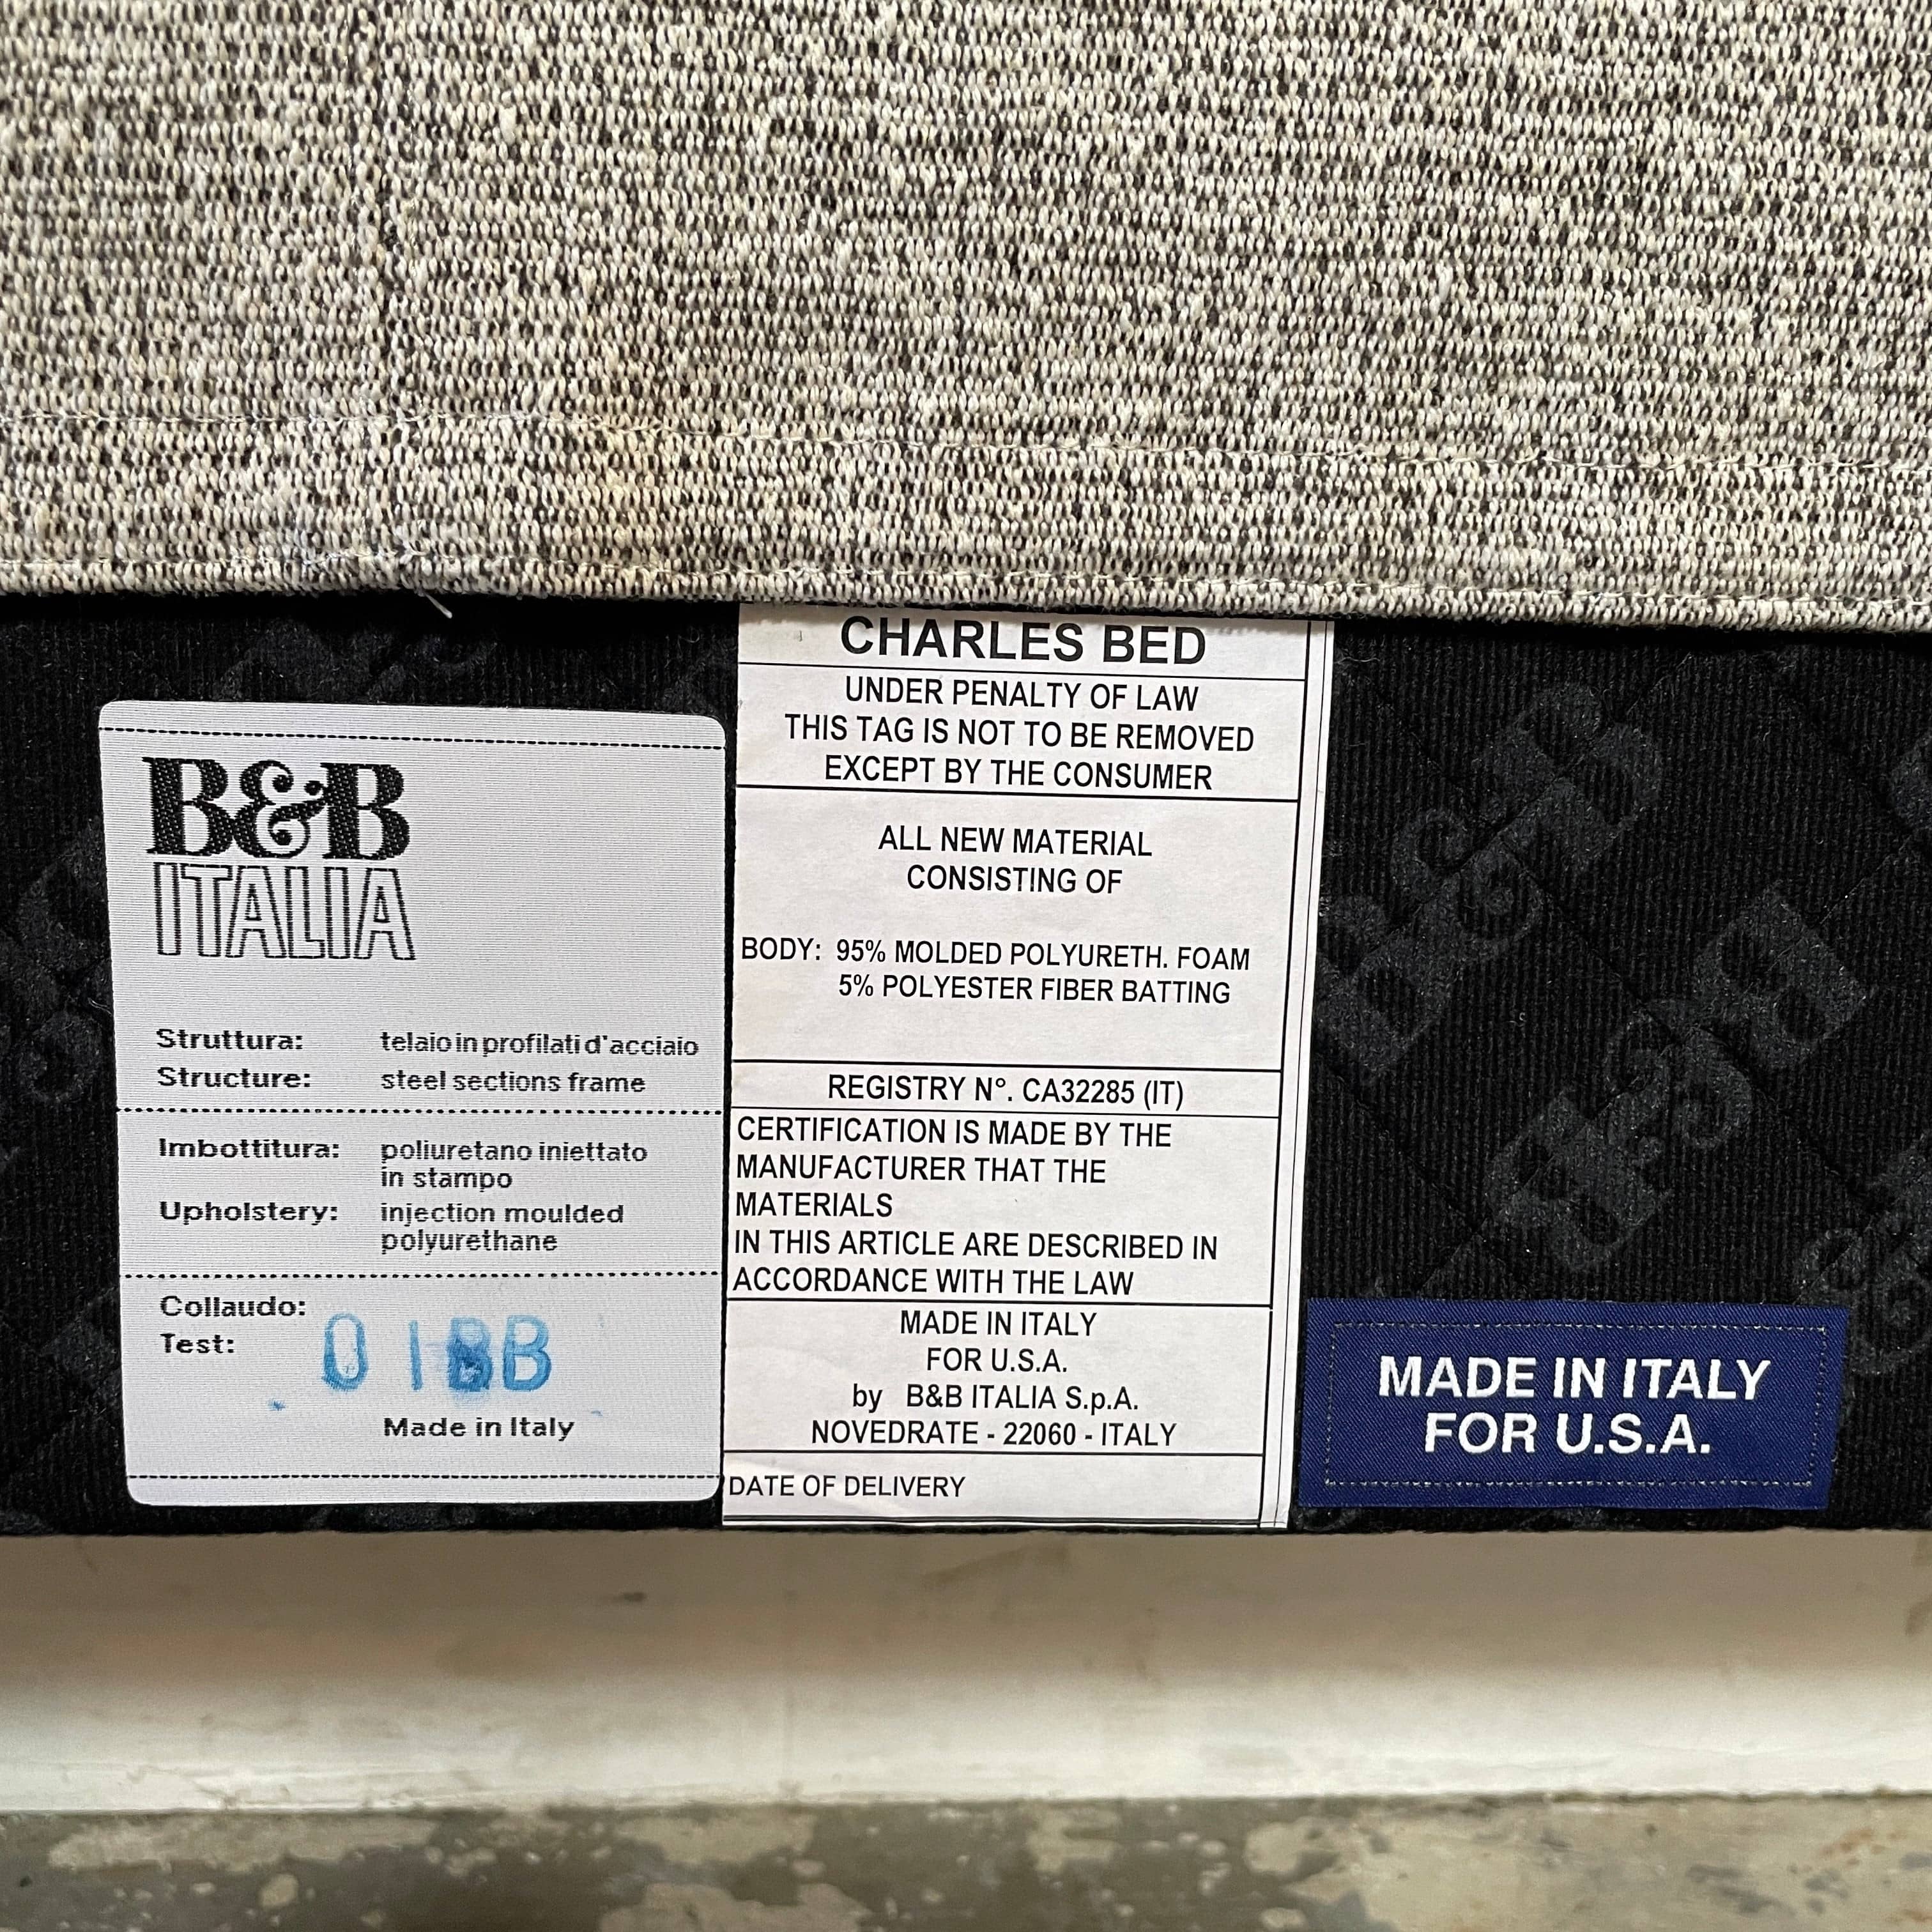 B&B
ITALIA
Struttura: telaio in profilati d'acciaio
Structure: steel sections frame
Imbottitura: poliuretano iniettato
in stampo
Upholstery: injection moulded
polyurethane
Collaudo:
Test:
Made in Italy
CHARLES BED
UNDER PENALTY OF LAW
THIS TAG IS NOT TO BE REMOVED
EXCEPT BY THE CONSUMER
ALL NEW MATERIAL
CONSISTING OF
BODY: 95% MOLDED POLYURETH. FOAM
5% POLYESTER FIBER BATTING
REGISTRY N°. CA32285 (IT)
CERTIFICATION IS MADE BY THE
MANUFACTURER THAT THE
MATERIALS
IN THIS ARTICLE ARE DESCRIBED IN
ACCORDANCE WITH THE LAW
MADE IN ITALY
FOR U.S.A.
by B&B ITALIA S.p.A.
NOVEDRATE - 22060 - ITALY
DATE OF DELIVERY
MADE IN ITALY
FOR U.S.A.
B&B
B&B